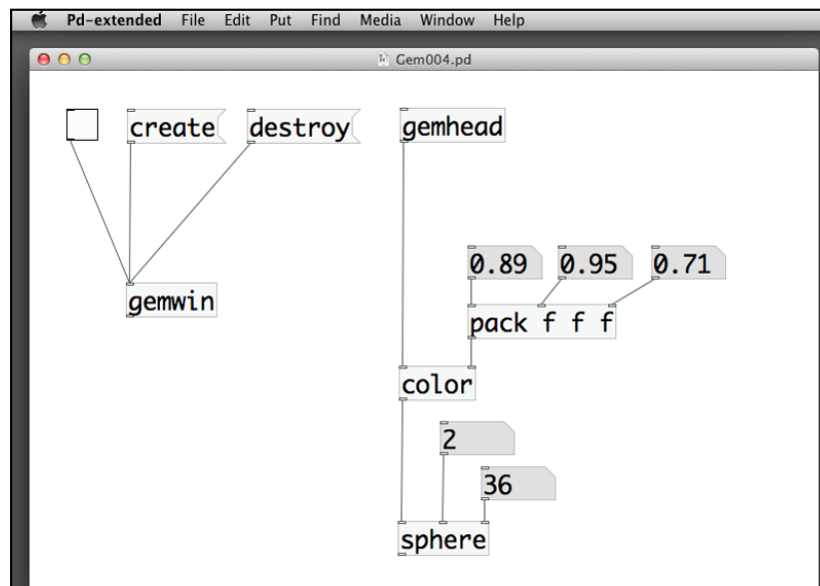 Pd-extended File Edit Put Find Media Window Help
Gem004.pd
create destroy gemhead
0.89 0.95 0.71
gemwin
pack f f f
color
2
36
sphere